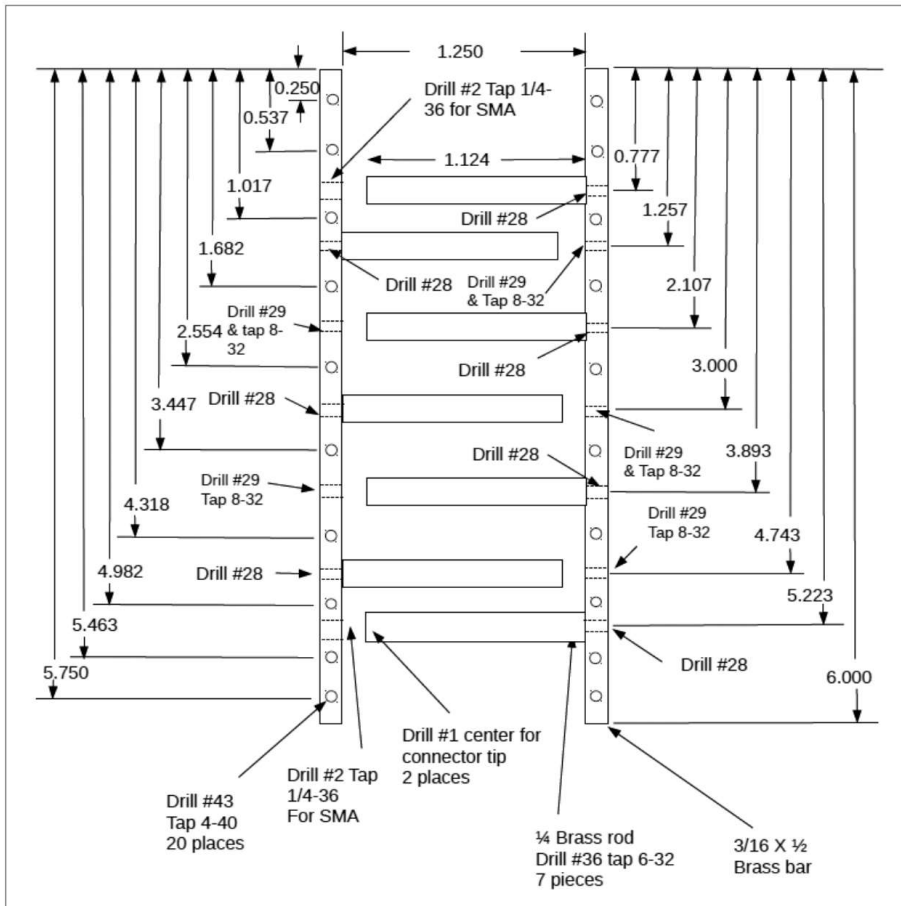 1.250
0.250
Drill #2 Tap 1/4-
36 for SMA
0.537
1.124
0.777
1.017
Drill #28
1.257
1.682
Drill #28
Drill #29
& Tap 8-32
2.107
Drill #29
& tap 8-
32
2.554
Drill #28
3.000
Drill #28
3.447
Drill #29
& Tap 8-32
Drill #28
3.893
Drill #29
Tap 8-32
4.318
Drill #29
Tap 8-32
4.743
4.982
Drill #28
5.223
5.463
5.750
Drill #28
6.000
Drill #1 center for
connector tip
2 places
Drill #2 Tap
1/4-36
For SMA
Drill #43
Tap 4-40
20 places
¼ Brass rod
Drill #36 tap 6-32
7 pieces
3/16 X ½
Brass bar